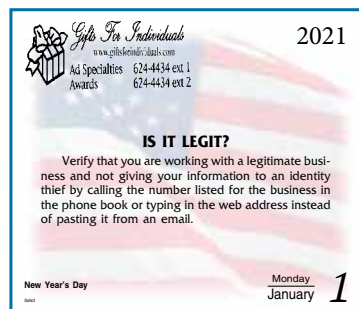 Gifts For Individuals
2021
www.giftsforindividuals.com
Ad Specialties 624-4434 ext 1
Awards 624-4434 ext 2
IS IT LEGIT?
Verify that you are working with a legitimate busi-
ness and not giving your information to an identity
thief by calling the number listed for the business in
the phone book or typing in the web address instead
of pasting it from an email.
New Year's Day
Monday
January
1